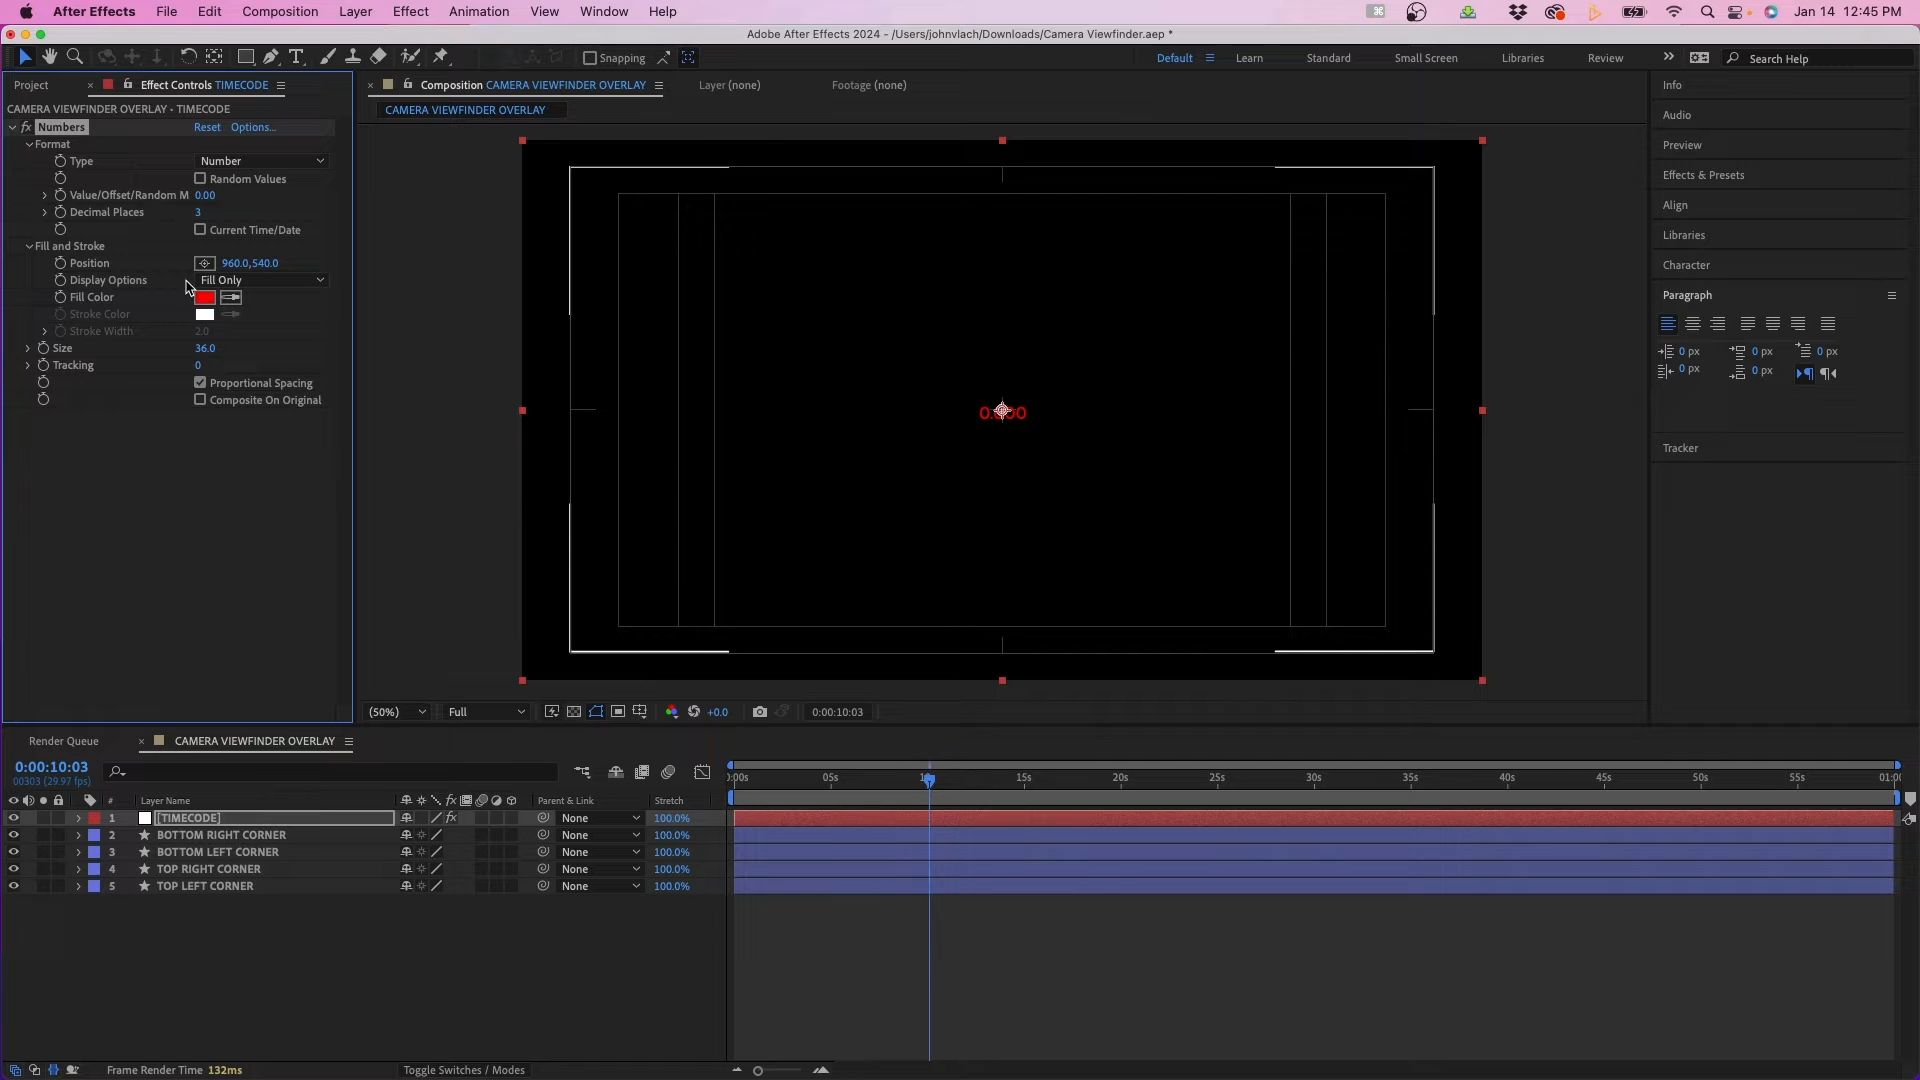 After Effects File Edit Composition Layer Effect Animation View Window Help Jan 14 12:45 PM
Adobe After Effects 2024 - /Users/johnvlach/Downloads/Camera Viewfinder.aep *
Snapping Default Learn Standard Small Screen Libraries Review Search Help
Project Effect Controls TIMECODE Composition CAMERA VIEWFINDER OVERLAY Layer (none) Footage (none) Info
CAMERA VIEWFINDER OVERLAY • TIMECODE CAMERA VIEWFINDER OVERLAY
Audio
fx Numbers Reset Options...
Format
Preview
Type Number
Random Values Effects & Presets
Value/Offset/Random M 0.00
Align
Decimal Places 3
Current Time/Date Libraries
Fill and Stroke
Position 960.0,540.0 Character
Display Options Fill Only
Fill Color Paragraph
Stroke Color
Stroke Width 2.0
Size 36.0 0 px 0 px 0 px
Tracking 0 0 px 0 px
Proportional Spacing
Composite On Original
Tracker
(50%) Full +0.0 0:00:10:03
Render Queue CAMERA VIEWFINDER OVERLAY
0:00:10:03
00303 (29.97 fps) 0:00s 05s 15s 20s 25s 30s 35s 40s 45s 50s 55s 01:0
# Layer Name fx Parent & Link Stretch
1 [TIMECODE] fx None 100.0%
2 BOTTOM RIGHT CORNER None 100.0%
3 BOTTOM LEFT CORNER None 100.0%
4 TOP RIGHT CORNER None 100.0%
5 TOP LEFT CORNER None 100.0%
Frame Render Time 132ms Toggle Switches / Modes